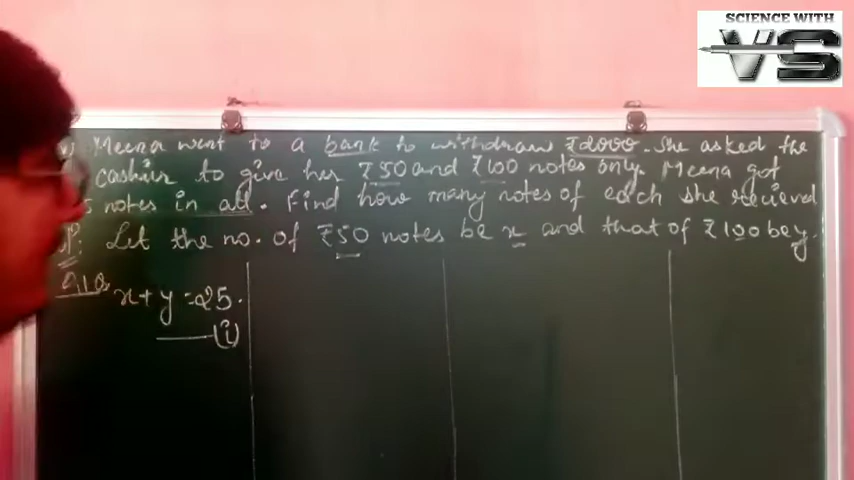 SCIENCE WITH
VS
Meena went to a bank to withdraw ₹2000. She asked the
cashier to give her ₹50 and ₹100 notes only. Meena got
5 notes in all. Find how many notes of each she recieved
Let the no. of ₹50 notes be x and that of ₹100 be y.
x + y = 25.
(i)